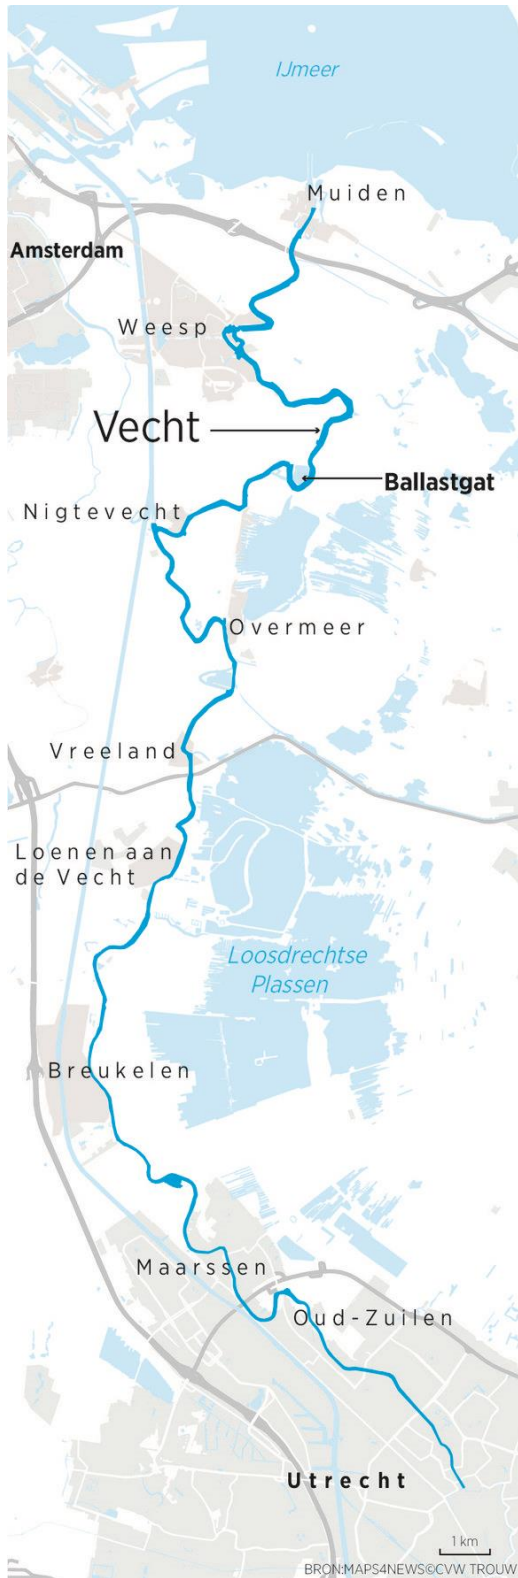 IJmeer
Muiden
Amsterdam
Weesp
Vecht
Ballastgat
Nigtevecht
Overmeer
Vreeland
Loenen aan
de Vecht
Loosdrechtse
Plassen
Breukelen
Maarssen
Oud-Zuilen
Utrecht
1 km
BRON:MAPS4NEWS©CVW TROUW